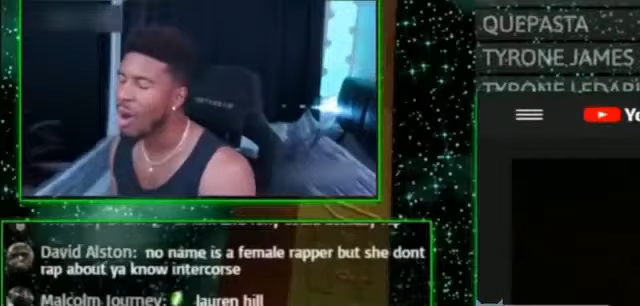 QUEPASTA
TYRONE JAMES
David Alston: no name is a female rapper but she dont
rap about ya know intercorse
Malcolm Journey: lauren hill